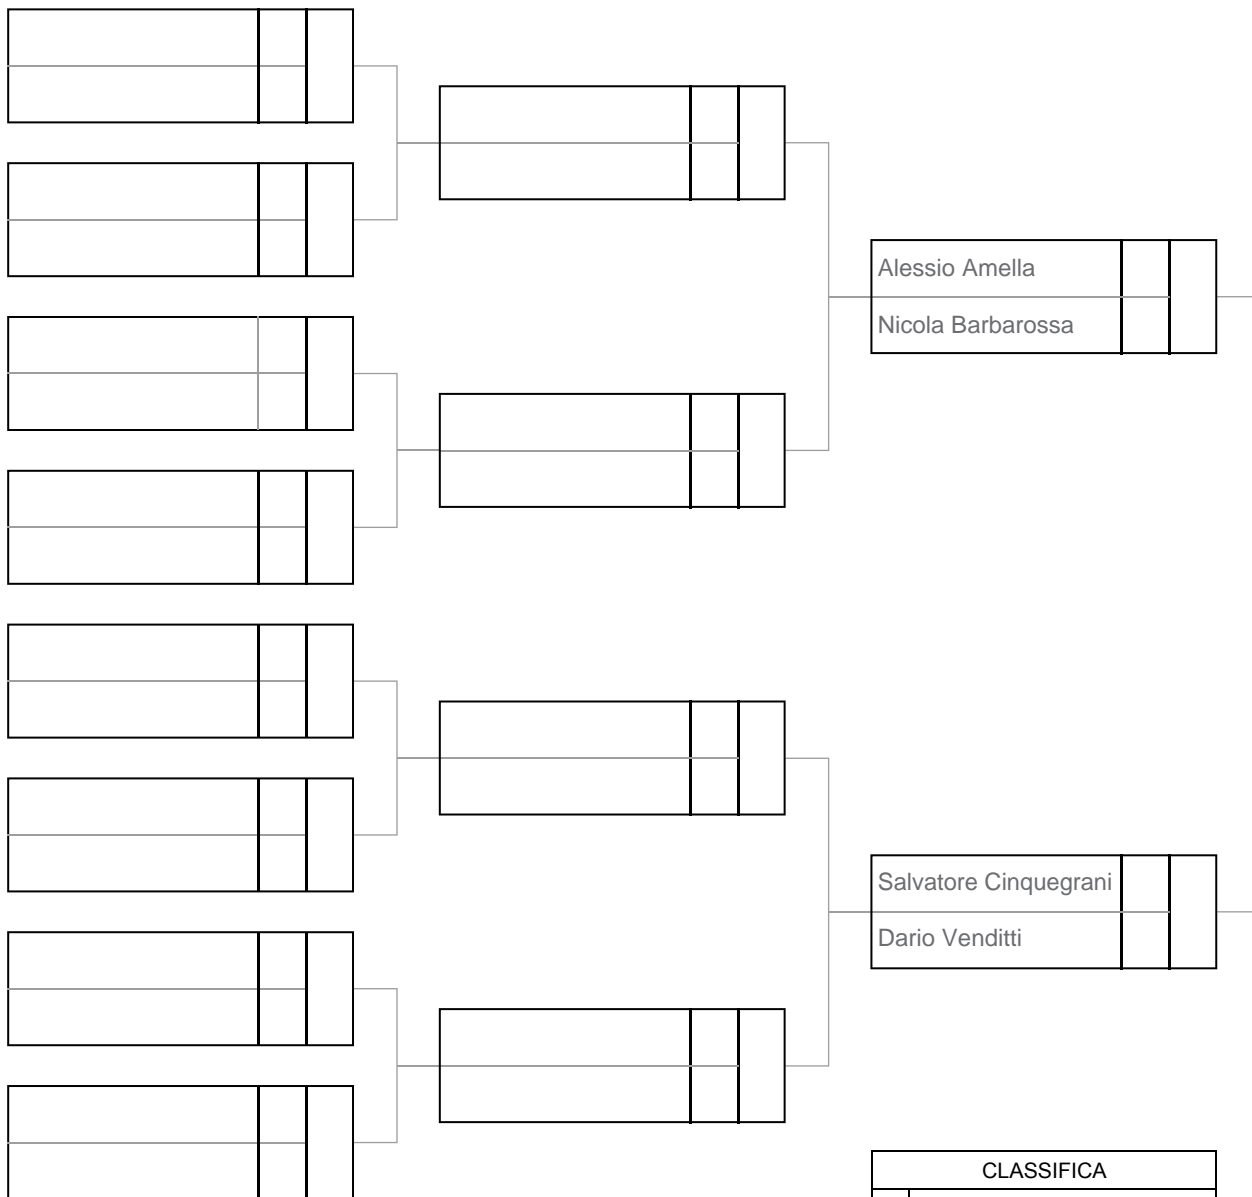 Alessio Amella
Nicola Barbarossa
Salvatore Cinquegrani
Dario Venditti
CLASSIFICA